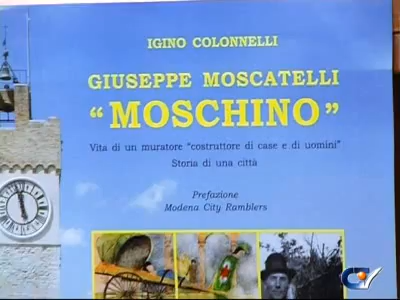 IGINO COLONNELLI
GIUSEPPE MOSCATELLI
“MOSCHINO”
Vita di un muratore “costruttore di case e di uomini”
Storia di una città
Prefazione
Modena City Ramblers